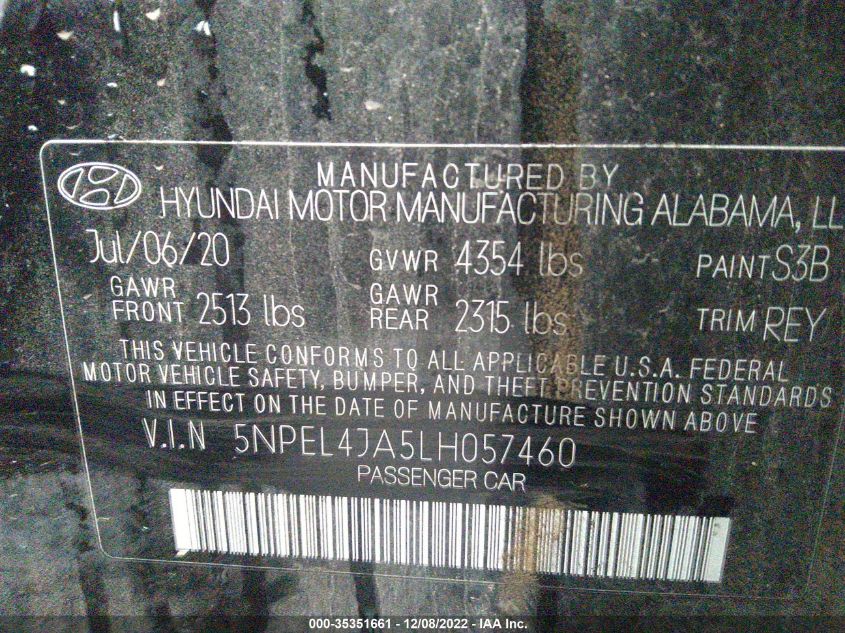 MANUFACTURED BY
HYUNDAI MOTOR MANUFACTURING ALABAMA, LL
Jul/06/20 GVWR 4354 lbs PAINT S3B
GAWR FRONT 2513 lbs GAWR REAR 2315 lbs TRIM REY
THIS VEHICLE CONFORMS TO ALL APPLICABLE U.S.A. FEDERAL
MOTOR VEHICLE SAFETY, BUMPER, AND THEFT PREVENTION STANDARDS
IN EFFECT ON THE DATE OF MANUFACTURE SHOWN ABOVE
V.I.N 5NPEL4JA5LH057460
PASSENGER CAR
000-35351661 - 12/08/2022 - IAA Inc.